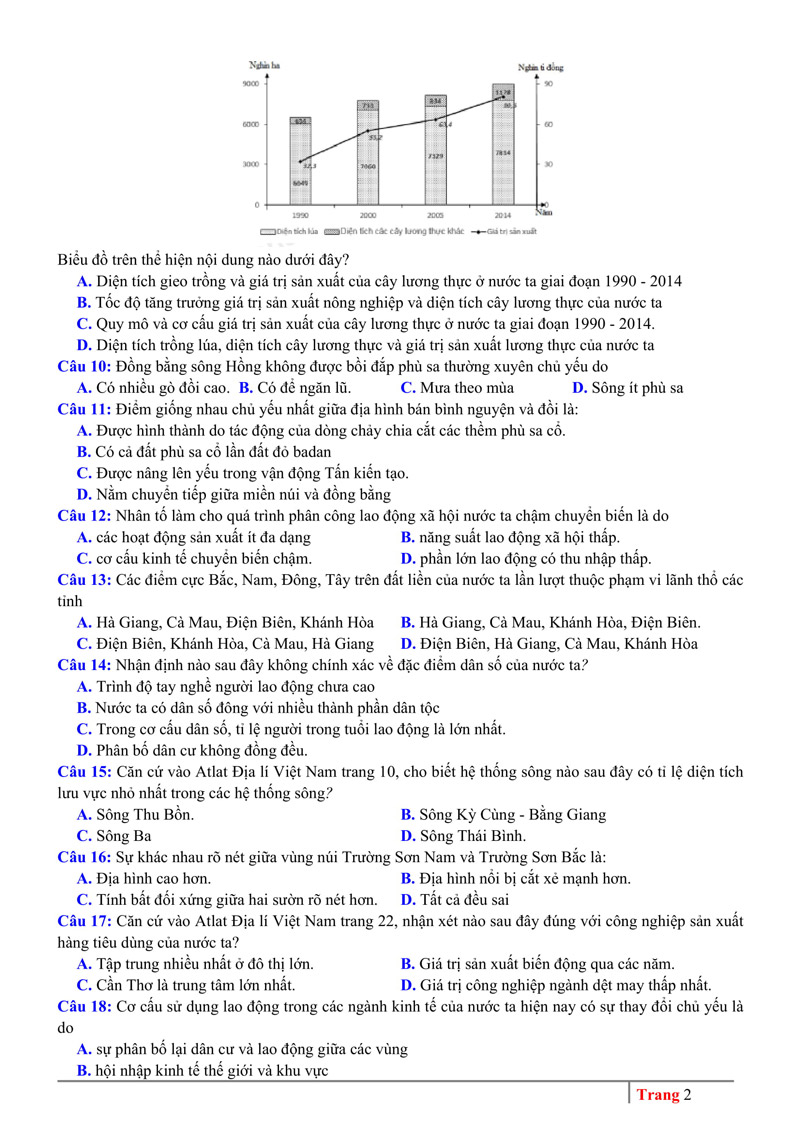 Nghìn ha
Nghìn tỉ đồng
9000
6000
3000
0
90
60
30
0
Năm
793
834
1178
33,2
63,4
32,3
6049
7329
7834
1990
2000
2005
2014
Diện tích lúa
Diện tích các cây lương thực khác
Giá trị sản xuất
Biểu đồ trên thể hiện nội dung nào dưới đây?
A. Diện tích gieo trồng và giá trị sản xuất của cây lương thực ở nước ta giai đoạn 1990 - 2014
B. Tốc độ tăng trưởng giá trị sản xuất nông nghiệp và diện tích cây lương thực của nước ta
C. Quy mô và cơ cấu giá trị sản xuất của cây lương thực ở nước ta giai đoạn 1990 - 2014.
D. Diện tích trồng lúa, diện tích cây lương thực và giá trị sản xuất lương thực của nước ta
Câu 10: Đồng bằng sông Hồng không được bồi đắp phù sa thường xuyên chủ yếu do
A. Có nhiều gò đồi cao. B. Có để ngăn lũ. C. Mưa theo mùa D. Sông ít phù sa
Câu 11: Điểm giống nhau chủ yếu nhất giữa địa hình bán bình nguyện và đồi là:
A. Được hình thành do tác động của dòng chảy chia cắt các thềm phù sa cổ.
B. Có cả đất phù sa cổ lần đất đỏ badan
C. Được nâng lên yếu trong vận động Tấn kiến tạo.
D. Nằm chuyển tiếp giữa miền núi và đồng bằng
Câu 12: Nhân tố làm cho quá trình phân công lao động xã hội nước ta chậm chuyển biến là do
A. các hoạt động sản xuất ít đa dạng B. năng suất lao động xã hội thấp.
C. cơ cấu kinh tế chuyển biến chậm. D. phần lớn lao động có thu nhập thấp.
Câu 13: Các điểm cực Bắc, Nam, Đông, Tây trên đất liền của nước ta lần lượt thuộc phạm vi lãnh thổ các
tỉnh
A. Hà Giang, Cà Mau, Điện Biên, Khánh Hòa B. Hà Giang, Cà Mau, Khánh Hòa, Điện Biên.
C. Điện Biên, Khánh Hòa, Cà Mau, Hà Giang D. Điện Biên, Hà Giang, Cà Mau, Khánh Hòa
Câu 14: Nhận định nào sau đây không chính xác về đặc điểm dân số của nước ta?
A. Trình độ tay nghề người lao động chưa cao
B. Nước ta có dân số đông với nhiều thành phần dân tộc
C. Trong cơ cấu dân số, tỉ lệ người trong tuổi lao động là lớn nhất.
D. Phân bố dân cư không đồng đều.
Câu 15: Căn cứ vào Atlat Địa lí Việt Nam trang 10, cho biết hệ thống sông nào sau đây có tỉ lệ diện tích
lưu vực nhỏ nhất trong các hệ thống sông?
A. Sông Thu Bồn. B. Sông Kỳ Cùng - Bằng Giang
C. Sông Ba D. Sông Thái Bình.
Câu 16: Sự khác nhau rõ nét giữa vùng núi Trường Sơn Nam và Trường Sơn Bắc là:
A. Địa hình cao hơn. B. Địa hình nổi bị cắt xẻ mạnh hơn.
C. Tính bất đối xứng giữa hai sườn rõ nét hơn. D. Tất cả đều sai
Câu 17: Căn cứ vào Atlat Địa lí Việt Nam trang 22, nhận xét nào sau đây đúng với công nghiệp sản xuất
hàng tiêu dùng của nước ta?
A. Tập trung nhiều nhất ở đô thị lớn. B. Giá trị sản xuất biến động qua các năm.
C. Cần Thơ là trung tâm lớn nhất. D. Giá trị công nghiệp ngành dệt may thấp nhất.
Câu 18: Cơ cấu sử dụng lao động trong các ngành kinh tế của nước ta hiện nay có sự thay đổi chủ yếu là
do
A. sự phân bố lại dân cư và lao động giữa các vùng
B. hội nhập kinh tế thế giới và khu vực
Trang 2